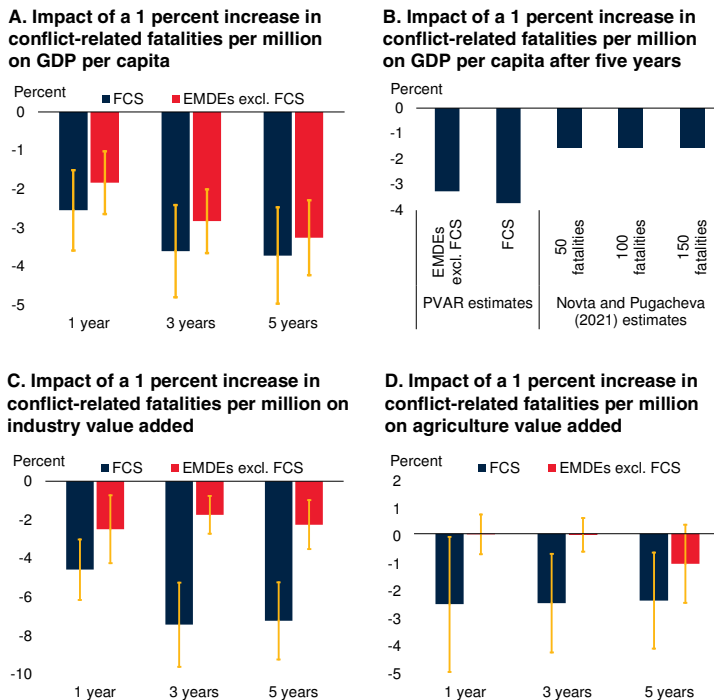 A. Impact of a 1 percent increase in
conflict-related fatalities per million
on GDP per capita
Percent
FCS
EMDEs excl. FCS
0
-1
-2
-3
-4
-5
1 year
3 years
5 years
B. Impact of a 1 percent increase in
conflict-related fatalities per million
on GDP per capita after five years
Percent
0
-1
-2
-3
-4
EMDEs
excl. FCS
FCS
50
fatalities
100
fatalities
150
fatalities
PVAR estimates
Novta and Pugacheva
(2021) estimates
C. Impact of a 1 percent increase in
conflict-related fatalities per million on
industry value added
Percent
FCS
EMDEs excl. FCS
0
-2
-4
-6
-8
-10
1 year
3 years
5 years
D. Impact of a 1 percent increase in
conflict-related fatalities per million
on agriculture value added
Percent
FCS
EMDEs excl. FCS
2
1
0
-1
-2
-3
-4
-5
1 year
3 years
5 years